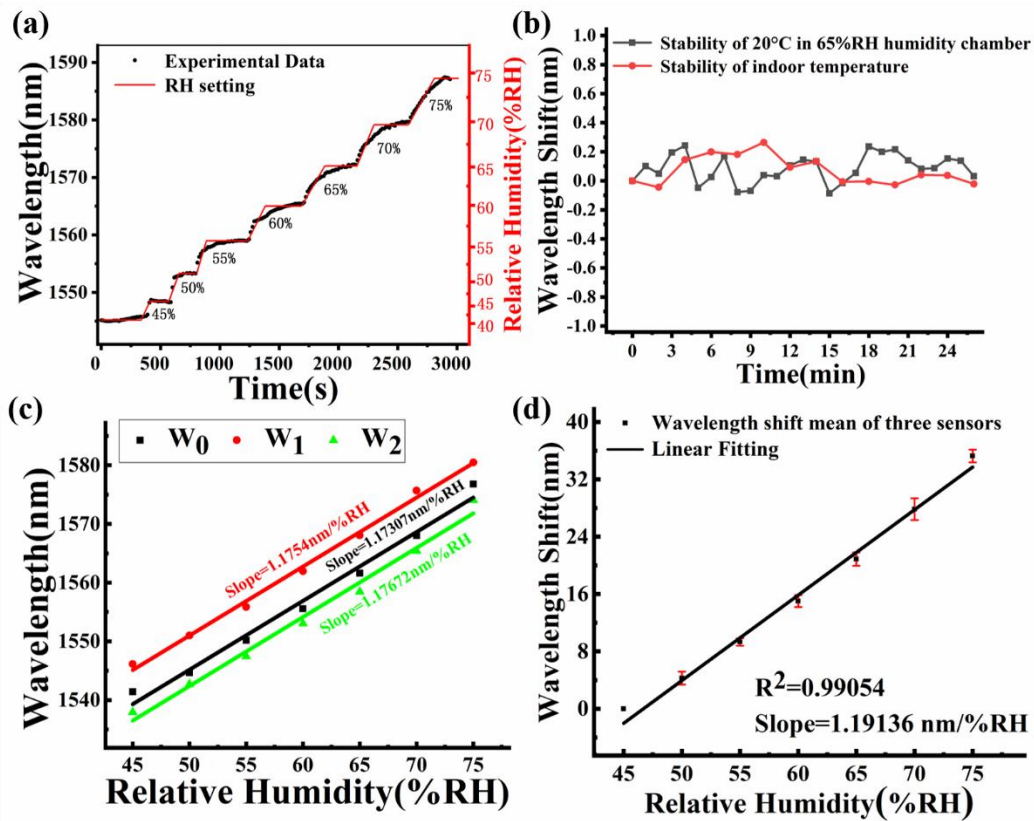 (a)
Experimental Data
RH setting
1590
1580
1570
1560
1550
Wavelength(nm)
75
70
65
60
55
50
45
40
Relative Humidity(%RH)
75%
70%
65%
60%
55%
50%
45%
0 500 1000 1500 2000 2500 3000
Time(s)
(b)
Stability of 20°C in 65%RH humidity chamber
Stability of indoor temperature
1.0
0.8
0.6
0.4
0.2
0.0
-0.2
-0.4
-0.6
-0.8
-1.0
Wavelength Shift(nm)
0 3 6 9 12 15 18 21 24
Time(min)
(c)
W0 W1 W2
1580
1570
1560
1550
1540
Wavelength(nm)
Slope=1.1754nm/%RH
Slope=1.17307nm/%RH
Slope=1.17672nm/%RH
45 50 55 60 65 70 75
Relative Humidity(%RH)
(d)
Wavelength shift mean of three sensors
Linear Fitting
40
32
24
16
8
0
Wavelength Shift(nm)
R2=0.99054
Slope=1.19136 nm/%RH
45 50 55 60 65 70 75
Relative Humidity(%RH)